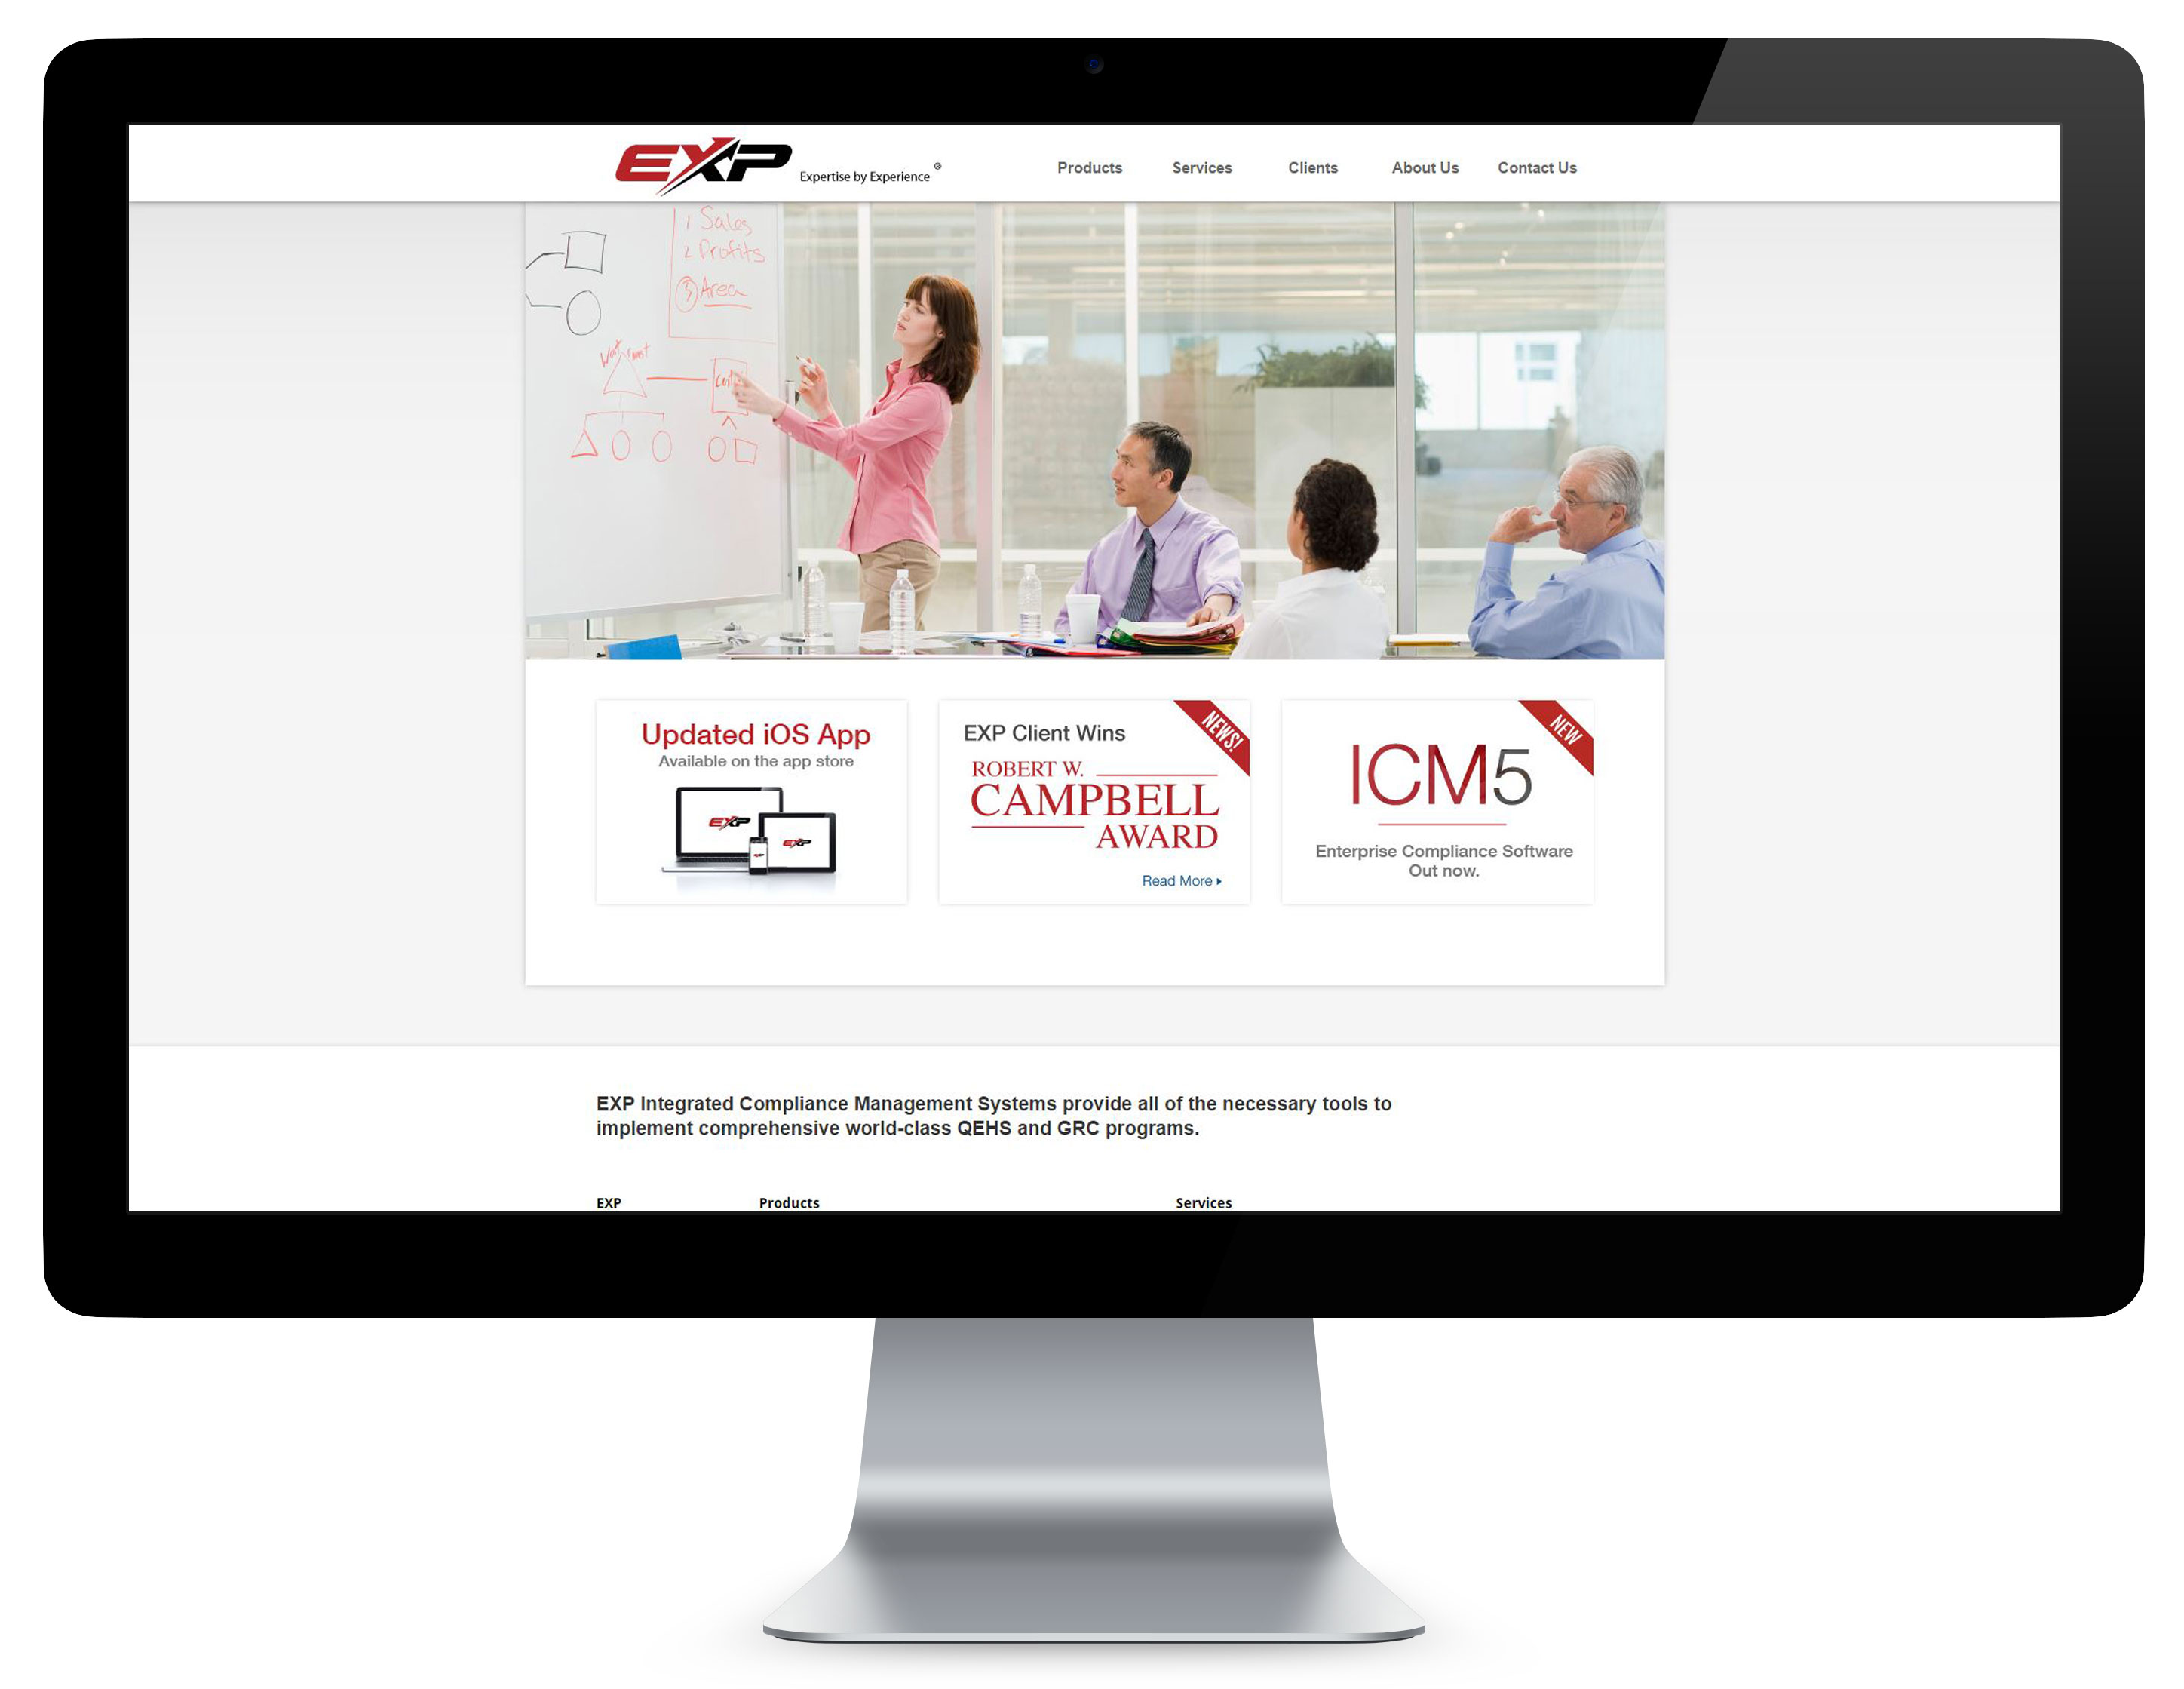 EXP Expertise by Experience ®
Products Services Clients About Us Contact Us
1 Sales
2 Profits
3 Area
Updated iOS App
Available on the app store
EXP
EXP
EXP
EXP Client Wins
NEWS!
ROBERT W.
CAMPBELL
AWARD
Read More
NEW
ICM5
Enterprise Compliance Software
Out now.
EXP Integrated Compliance Management Systems provide all of the necessary tools to
implement comprehensive world-class QEHS and GRC programs.
EXP Products Services